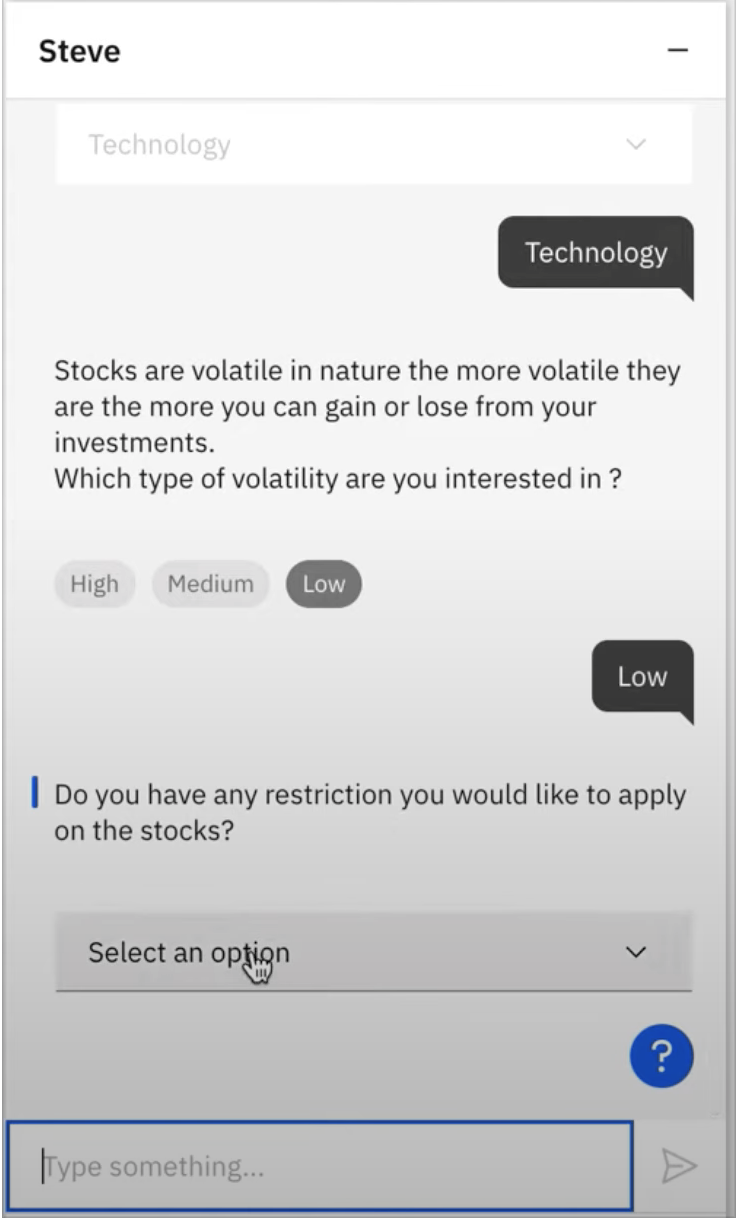 Steve
Technology
Technology
Stocks are volatile in nature the more volatile they
are the more you can gain or lose from your
investments.
Which type of volatility are you interested in ?
High Medium Low
Low
Do you have any restriction you would like to apply
on the stocks?
Select an option
?
Type something...